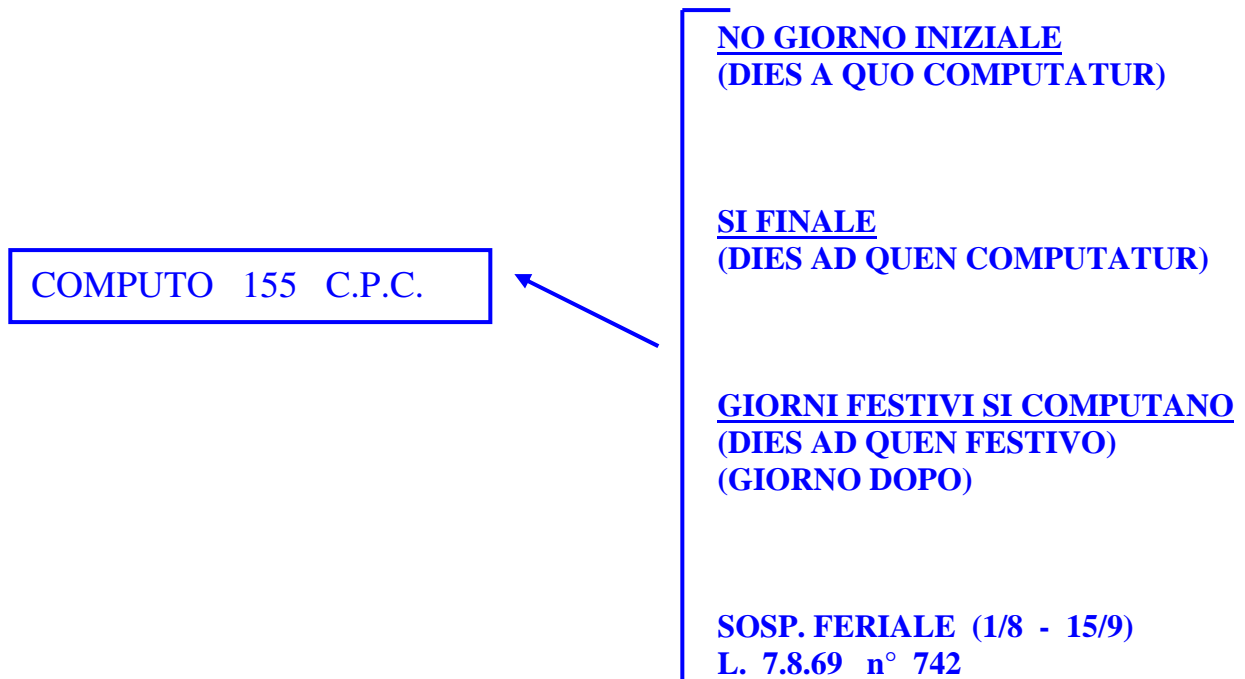 NO GIORNO INIZIALE
(DIES A QUO COMPUTATUR)
SI FINALE
(DIES AD QUEN COMPUTATUR)
COMPUTO 155 C.P.C.
GIORNI FESTIVI SI COMPUTANO
(DIES AD QUEN FESTIVO)
(GIORNO DOPO)
SOSP. FERIALE (1/8 - 15/9)
L. 7.8.69 n° 742